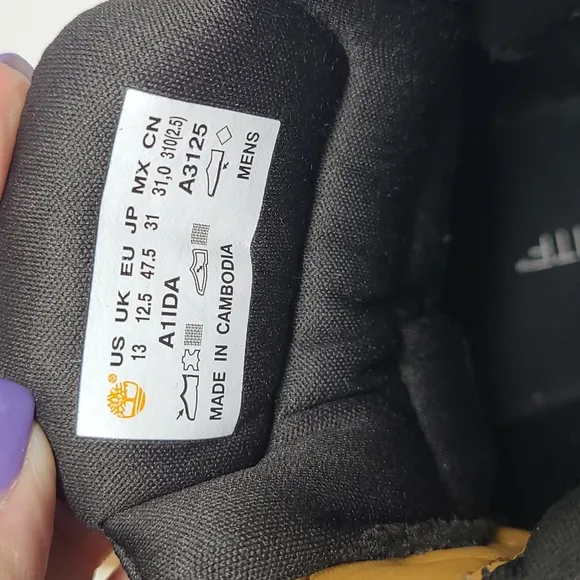 US UK EU JP MX CN
13 12.5 47.5 31 31,0 310(2.5)
A1IDA A3125
MADE IN CAMBODIA MENS